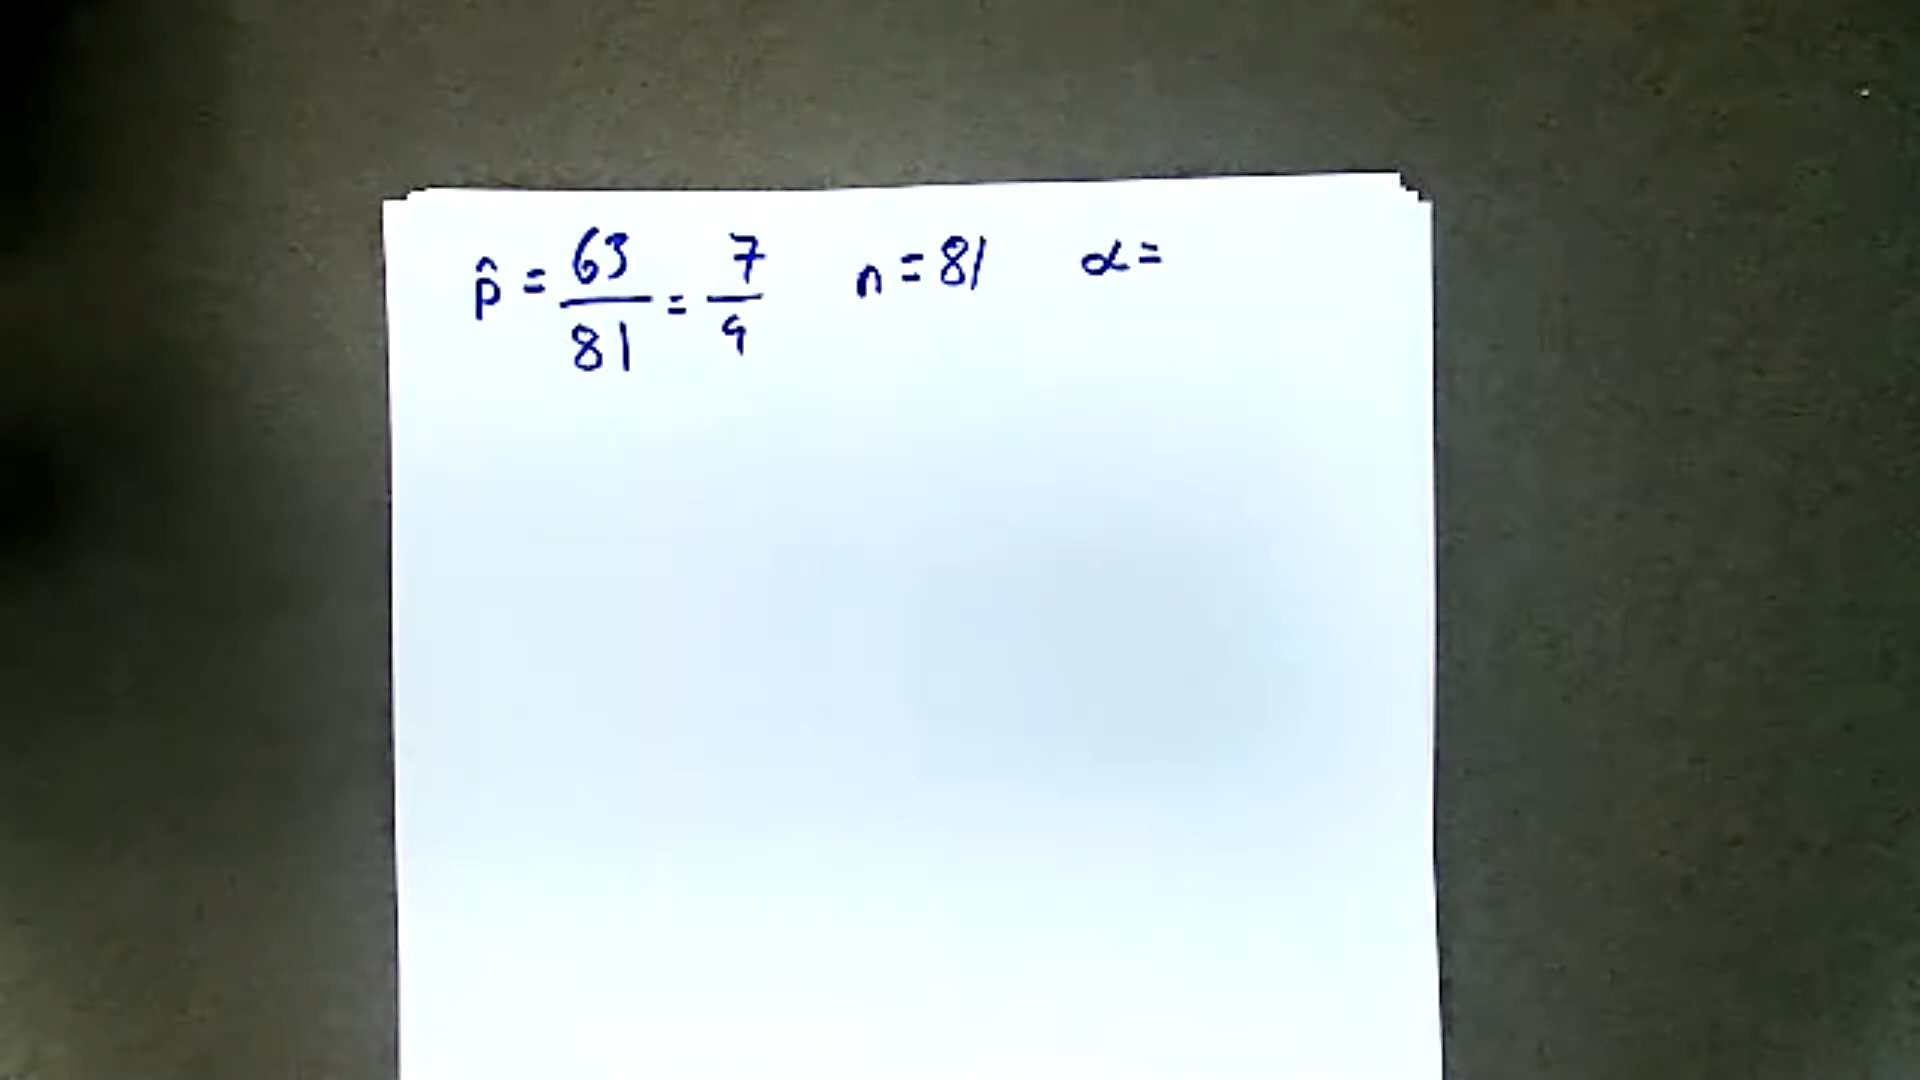 p̂ = 63/81 = 7/9 n = 81 α =